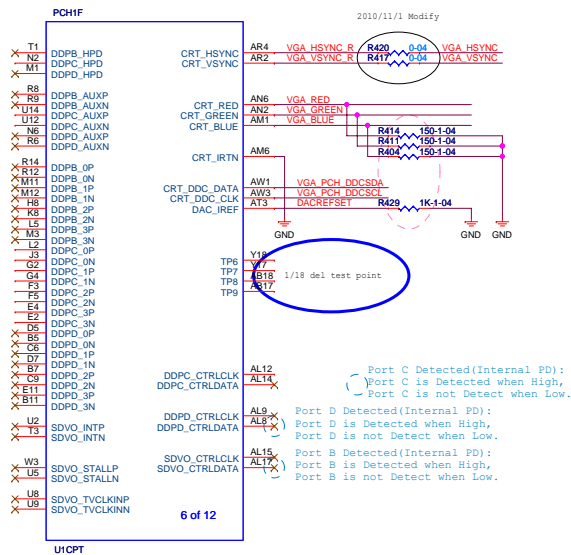 PCH1F
2010/11/1 Modify
T1 DDPB_HPD
N2 DDPC_HPD
M1 DDPD_HPD
R8 DDPB_AUXP
R9 DDPB_AUXN
U14 DDPC_AUXP
U12 DDPC_AUXN
N6 DDPD_AUXP
R6 DDPD_AUXN
R14 DDPB_0P
R12 DDPB_0N
M11 DDPB_1P
M12 DDPB_1N
H8 DDPB_2P
K8 DDPB_2N
L5 DDPB_3P
M3 DDPB_3N
L2 DDPC_0P
J3 DDPC_0N
G2 DDPC_1P
G4 DDPC_1N
F3 DDPC_2P
F5 DDPC_2N
E4 DDPC_3P
E2 DDPC_3N
D5 DDPD_0P
B5 DDPD_0N
C6 DDPD_1P
D7 DDPD_1N
B7 DDPD_2P
C9 DDPD_2N
E11 DDPD_3P
B11 DDPD_3N
U2 SDVO_INTP
T3 SDVO_INTN
W3 SDVO_STALLP
U5 SDVO_STALLN
U8 SDVO_TVCLKINP
U9 SDVO_TVCLKINN
CRT_HSYNC AR4 VGA_HSYNC_R R420 0-04 VGA_HSYNC
CRT_VSYNC AR2 VGA_VSYNC_R R417 0-04 VGA_VSYNC
CRT_RED AN6 VGA_RED
CRT_GREEN AN2 VGA_GREEN
CRT_BLUE AM1 VGA_BLUE
R414 150-1-04
R411 150-1-04
R404 150-1-04
CRT_IRTN AM6
CRT_DDC_DATA AW1 VGA_PCH_DDCSDA
CRT_DDC_CLK AW3 VGA_PCH_DDCSCL
DAC_IREF AT3 DACREFSET R429 1K-1-04
GND GND GND
TP6 Y18
TP7 Y17
TP8 AB18
TP9 AB17
1/18 del test point
DDPC_CTRLCLK AL12
DDPC_CTRLDATA AL14
Port C Detected(Internal PD):
Port C is Detected when High,
Port C is not Detect when Low.
DDPD_CTRLCLK AL9
DDPD_CTRLDATA AL8
Port D Detected(Internal PD):
Port D is Detected when High,
Port D is not Detect when Low.
SDVO_CTRLCLK AL15
SDVO_CTRLDATA AL17
Port B Detected(Internal PD):
Port B is Detected when High,
Port B is not Detect when Low.
6 of 12
U1CPT